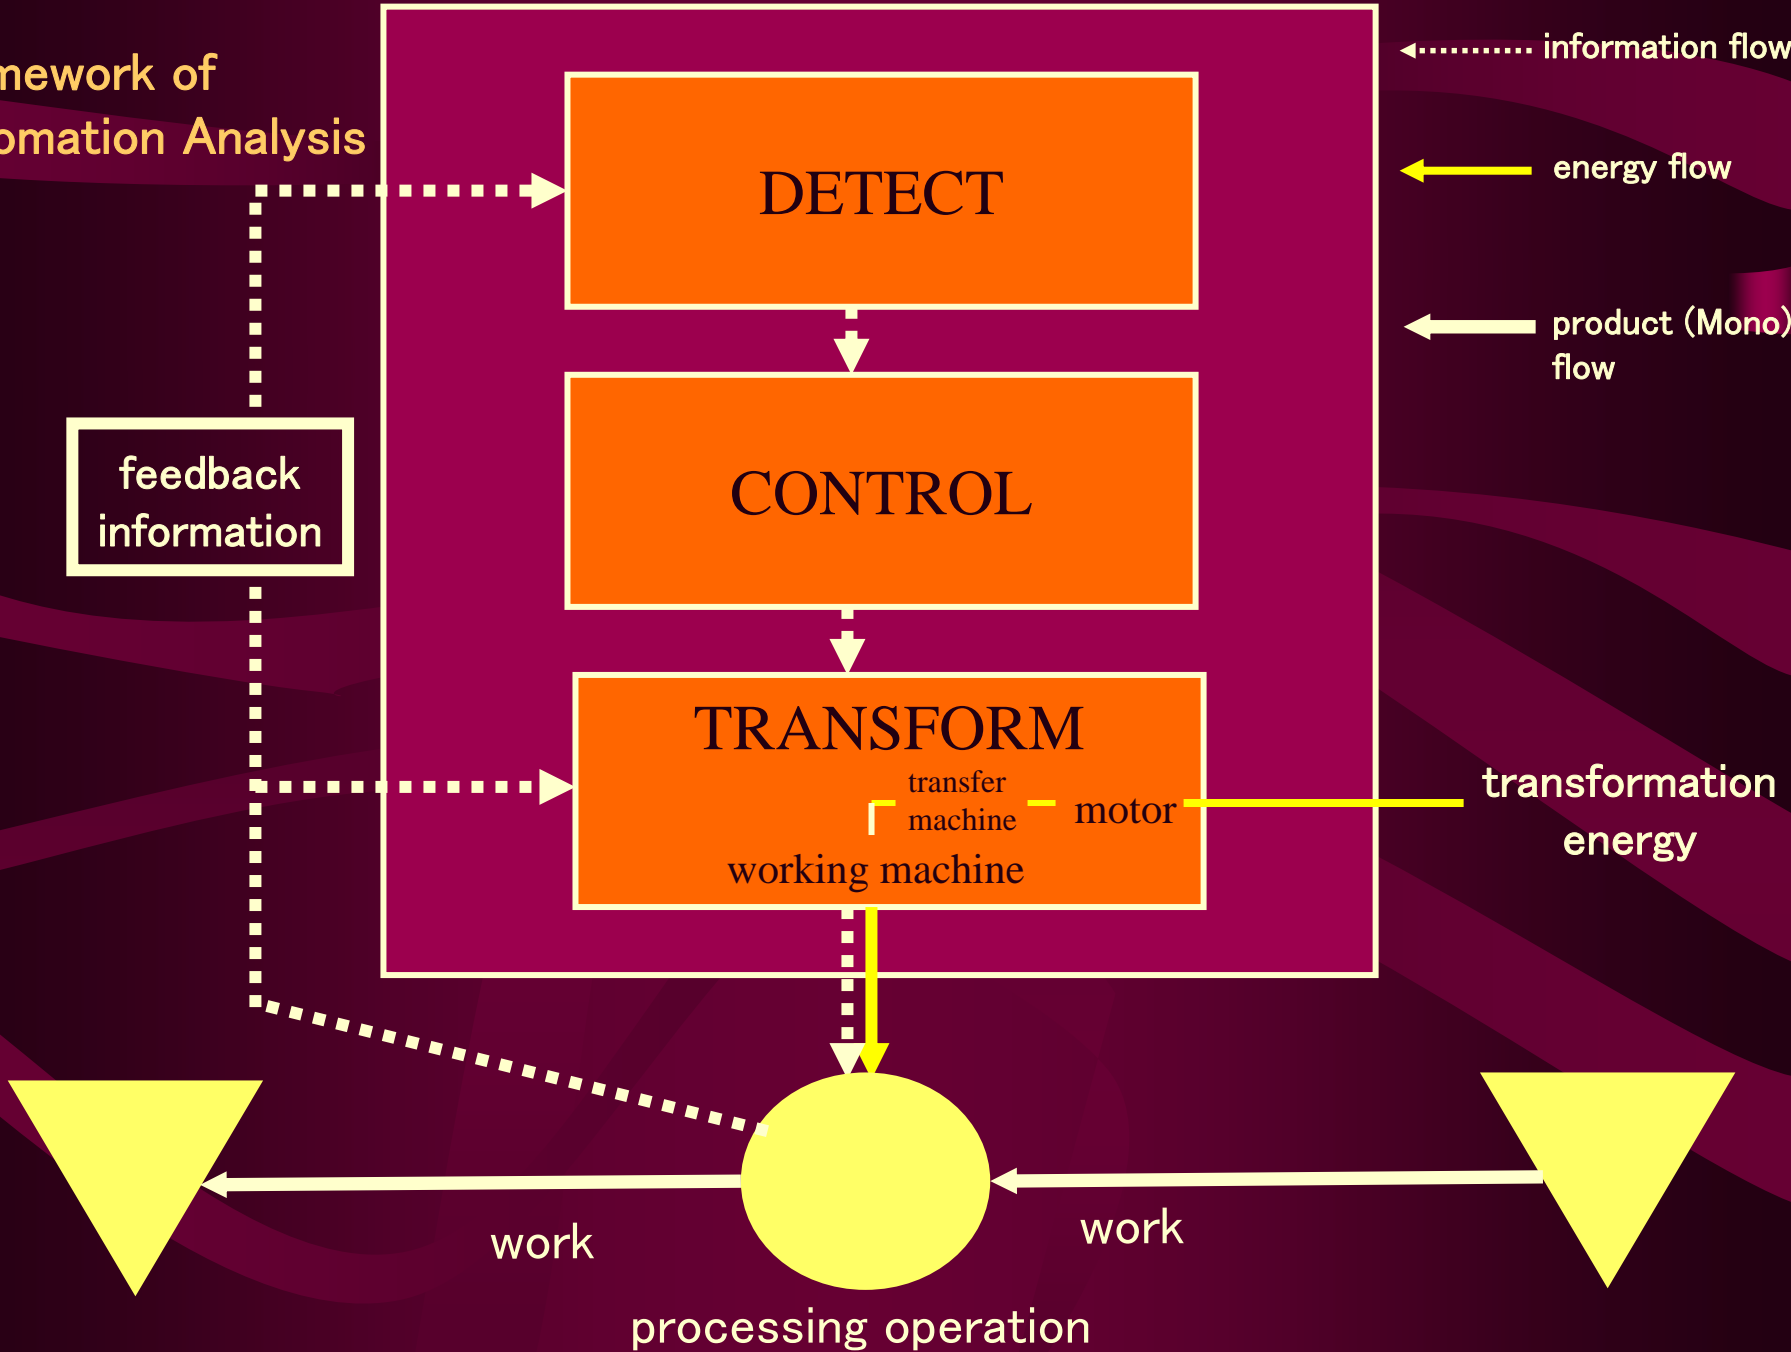 mework of
omation Analysis
information flow
energy flow
product (Mono)
flow
DETECT
CONTROL
feedback
information
TRANSFORM
transfer
machine
motor
working machine
transformation
energy
work
work
processing operation